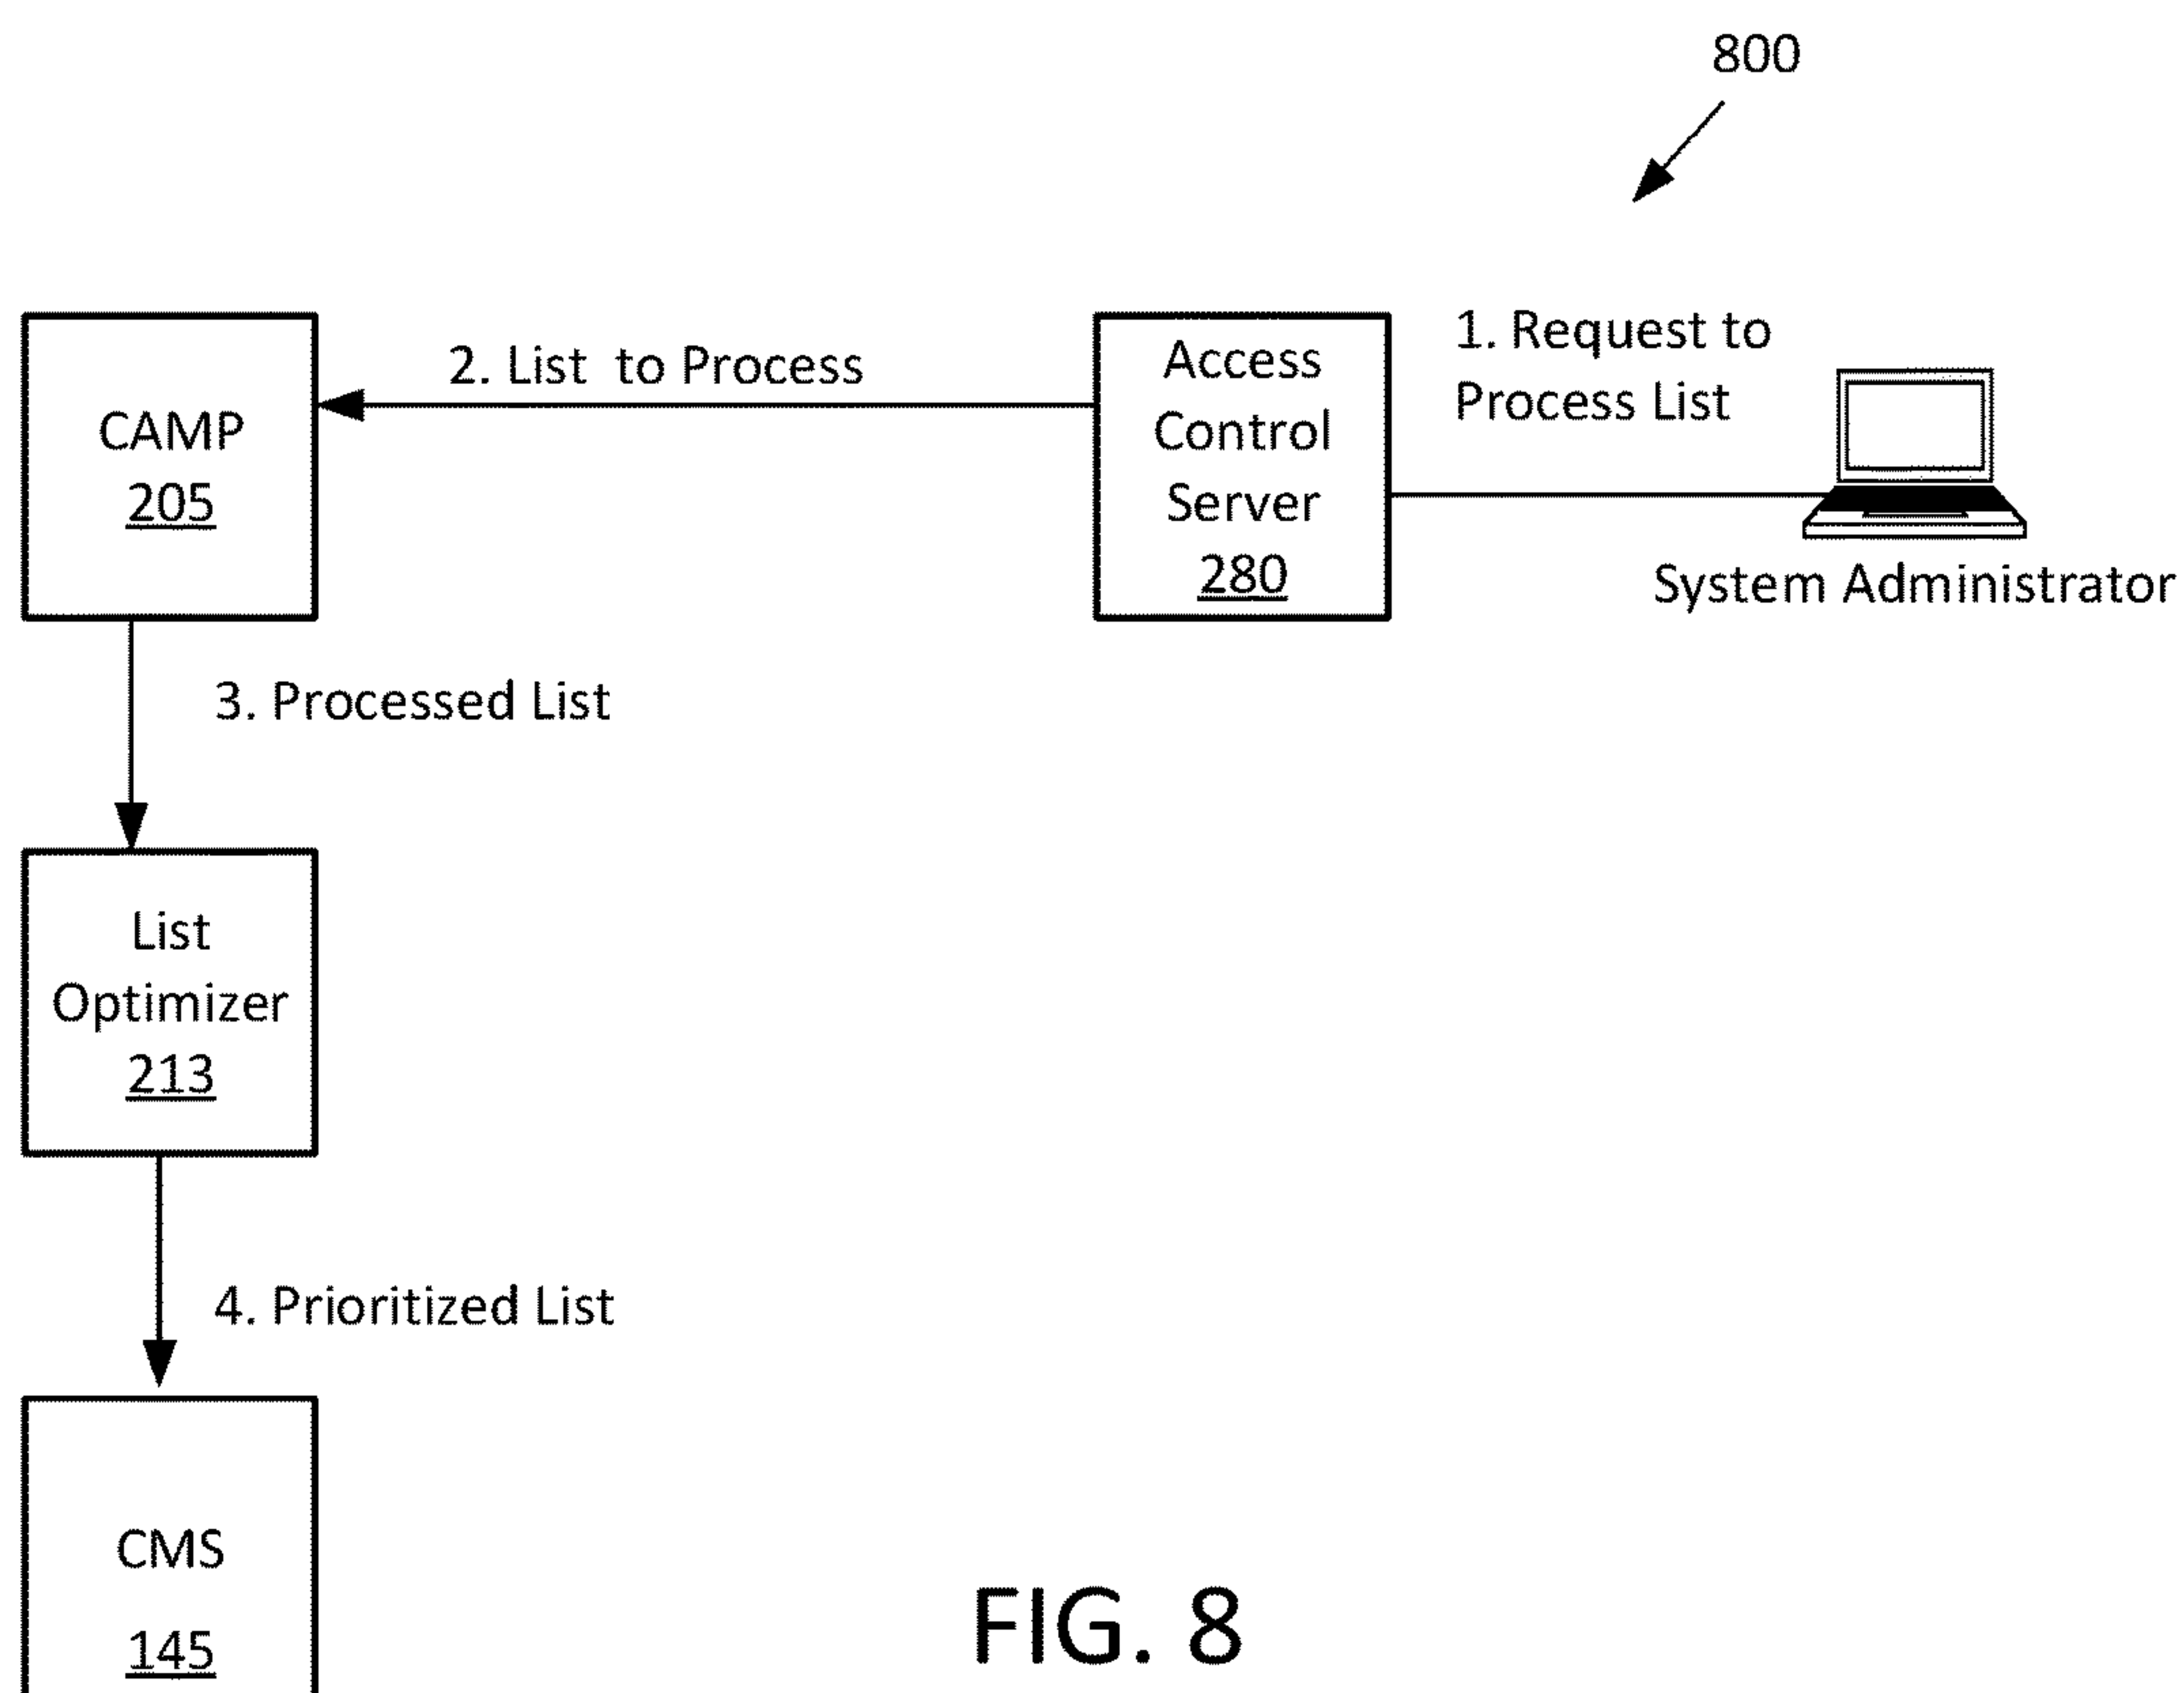 800
1. Request to
Process List
2. List to Process
Access
Control
Server
280
CAMP
205
System Administrator
3. Processed List
List
Optimizer
213
4. Prioritized List
CMS
145
FIG. 8